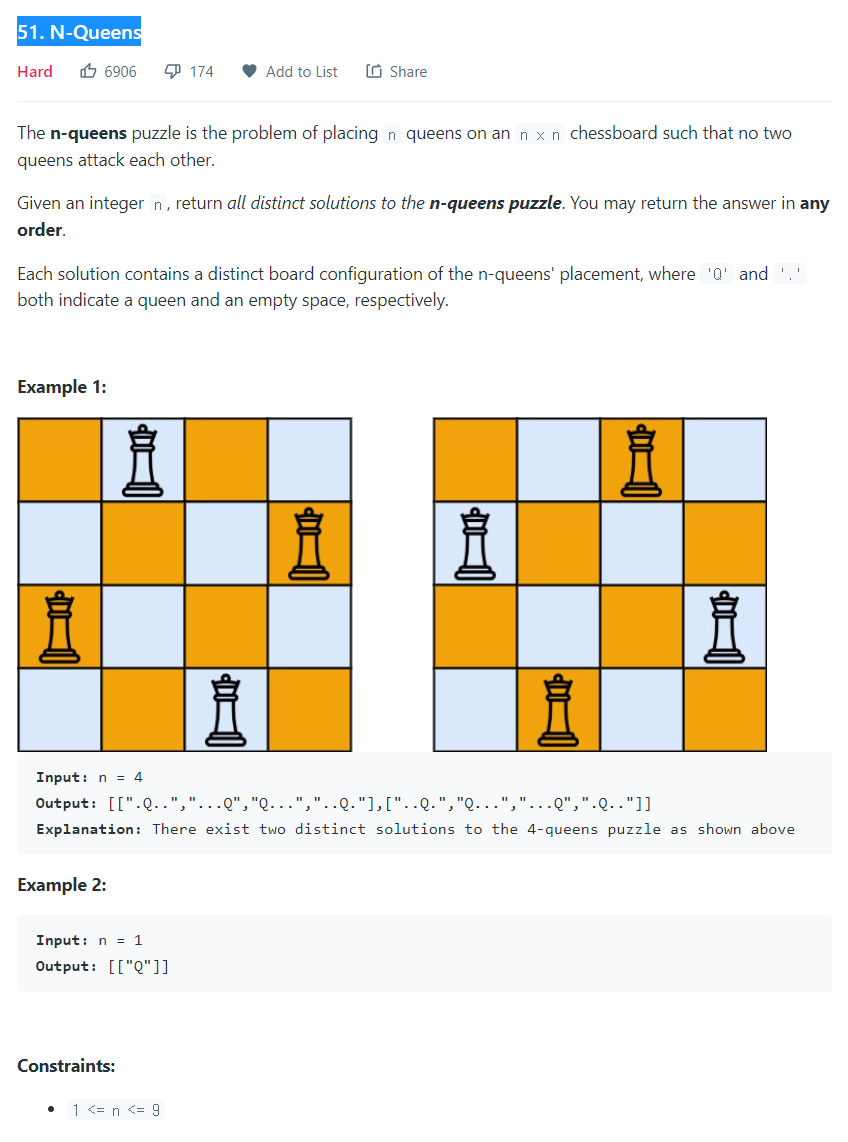 51. N-Queens
Hard 6906 174 Add to List Share
The n-queens puzzle is the problem of placing n queens on an n x n chessboard such that no two
queens attack each other.
Given an integer n, return all distinct solutions to the n-queens puzzle. You may return the answer in any
order.
Each solution contains a distinct board configuration of the n-queens' placement, where 'Q' and '.'
both indicate a queen and an empty space, respectively.
Example 1:
Input: n = 4
Output: [[".Q..","...Q","Q...","..Q."],["..Q.","Q...","...Q",".Q.."]]
Explanation: There exist two distinct solutions to the 4-queens puzzle as shown above
Example 2:
Input: n = 1
Output: [["Q"]]
Constraints:
• 1 <= n <= 9